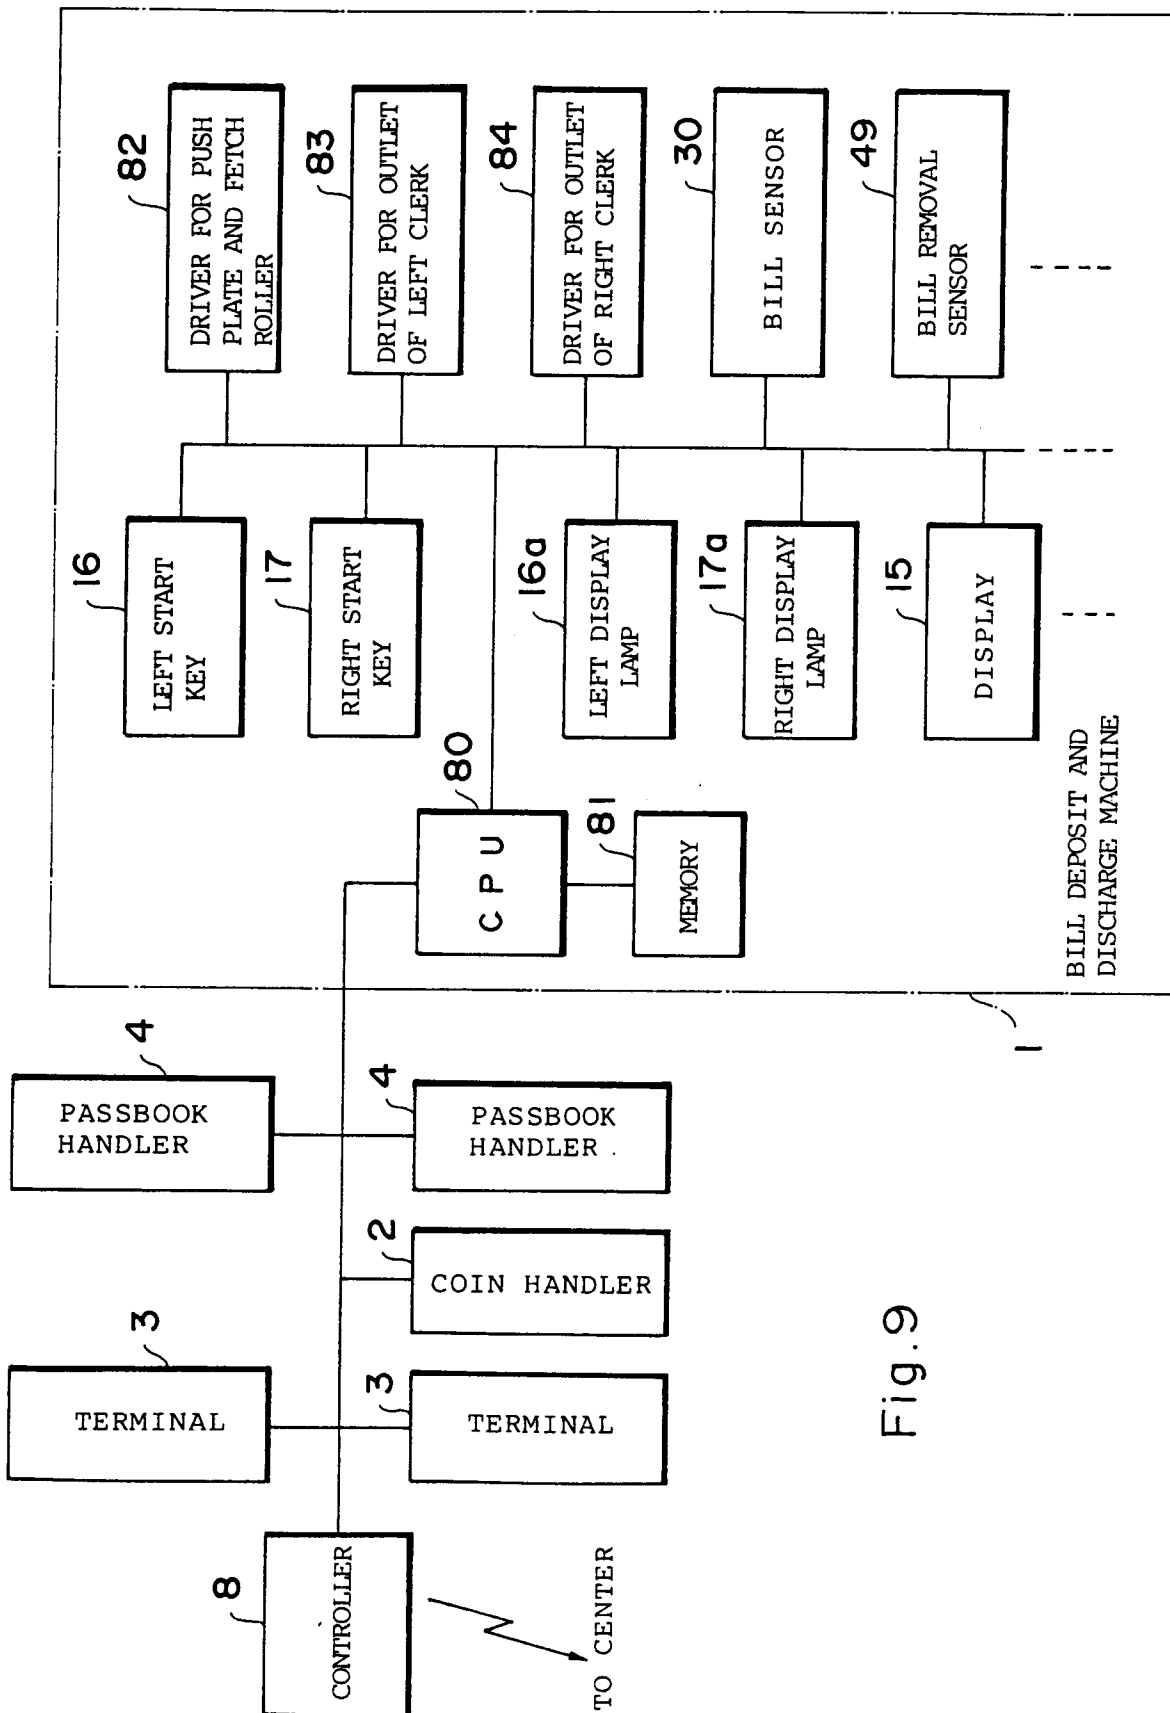 8
CONTROLLER
TO CENTER
3
TERMINAL
3
TERMINAL
2
COIN HANDLER
4
PASSBOOK
HANDLER
4
PASSBOOK
HANDLER
1
BILL DEPOSIT AND
DISCHARGE MACHINE
80
CPU
81
MEMORY
16
LEFT START
KEY
17
RIGHT START
KEY
16a
LEFT DISPLAY
LAMP
17a
RIGHT DISPLAY
LAMP
15
DISPLAY
82
DRIVER FOR PUSH
PLATE AND FETCH
ROLLER
83
DRIVER FOR OUTLET
OF LEFT CLERK
84
DRIVER FOR OUTLET
OF RIGHT CLERK
30
BILL SENSOR
49
BILL REMOVAL
SENSOR
Fig.9